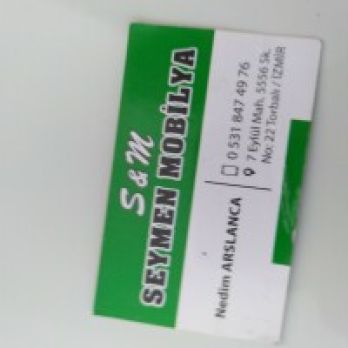 S & M
SEYMEN MOBİLYA
Nedim ARSLANCA
0 531 847 49 76
7 Eylül Mah. 5556 Sk.
No: 22 Torbalı / İZMİR